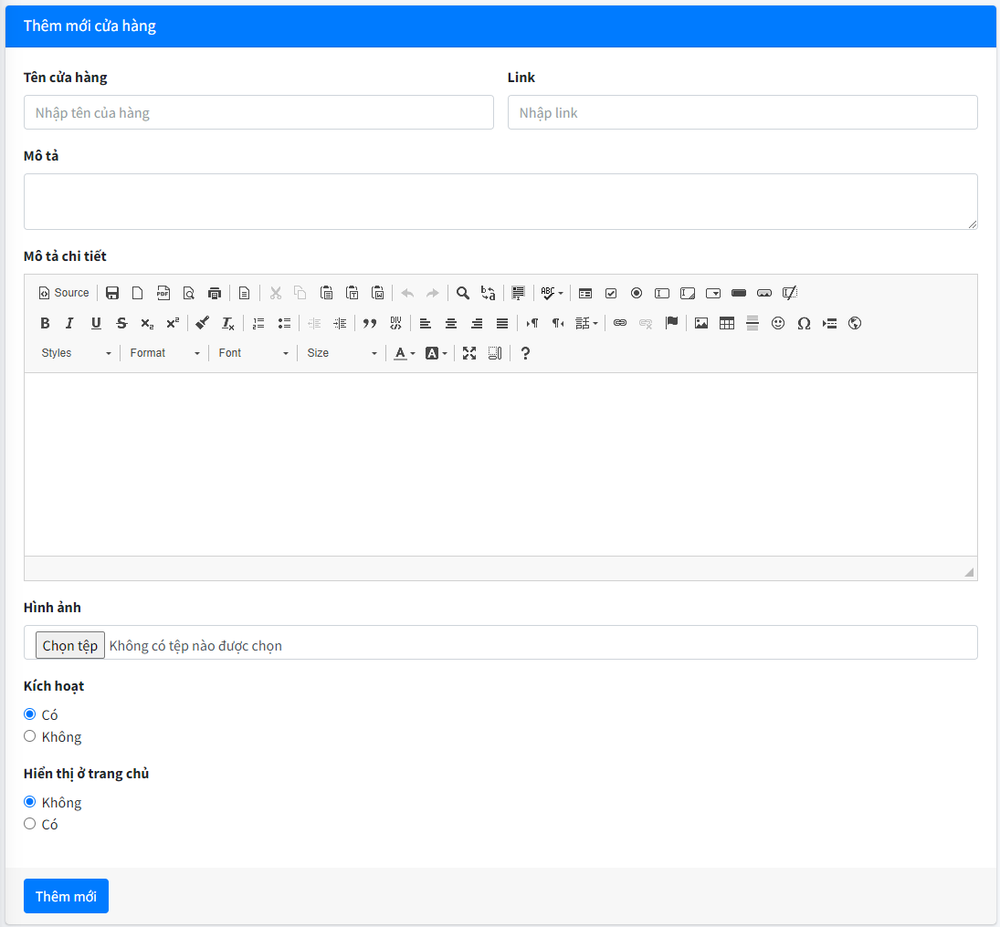 Thêm mới cửa hàng
Tên cửa hàng Link
Nhập tên của hàng Nhập link
Mô tả
Mô tả chi tiết
Source
Styles Format Font Size
Hình ảnh
Chọn tệp Không có tệp nào được chọn
Kích hoạt
Có
Không
Hiển thị ở trang chủ
Không
Có
Thêm mới